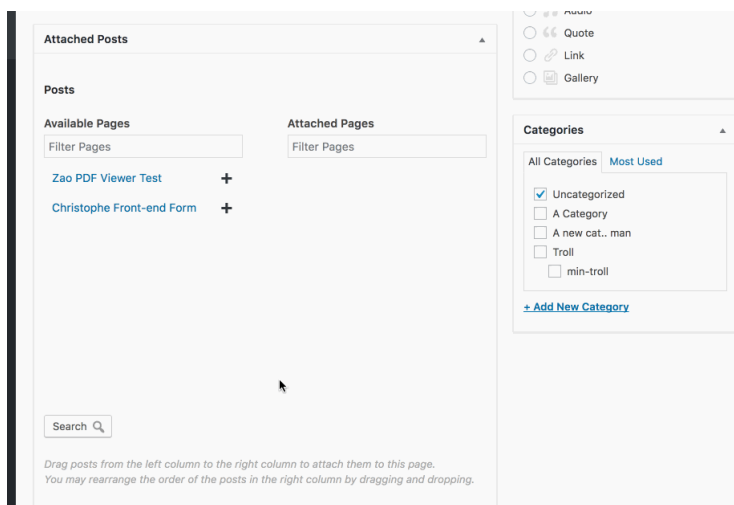 Attached Posts
Posts
Available Pages
Attached Pages
Filter Pages
Filter Pages
Zao PDF Viewer Test
Christophe Front-end Form
Search
Drag posts from the left column to the right column to attach them to this page.
You may rearrange the order of the posts in the right column by dragging and dropping.
Audio
Quote
Link
Gallery
Categories
All Categories Most Used
Uncategorized
A Category
A new cat.. man
Troll
min-troll
+ Add New Category